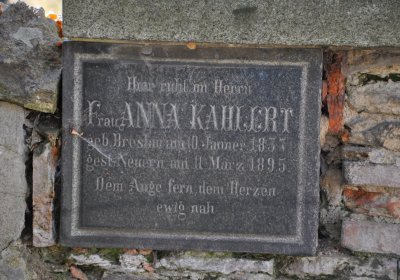 Hier ruht im Herrn
Frau ANNA KAHLERT
geb. am 10. Jänner 18
gest. Neuern am 11. März 1895
Dem Auge fern, dem Herzen
ewig nah